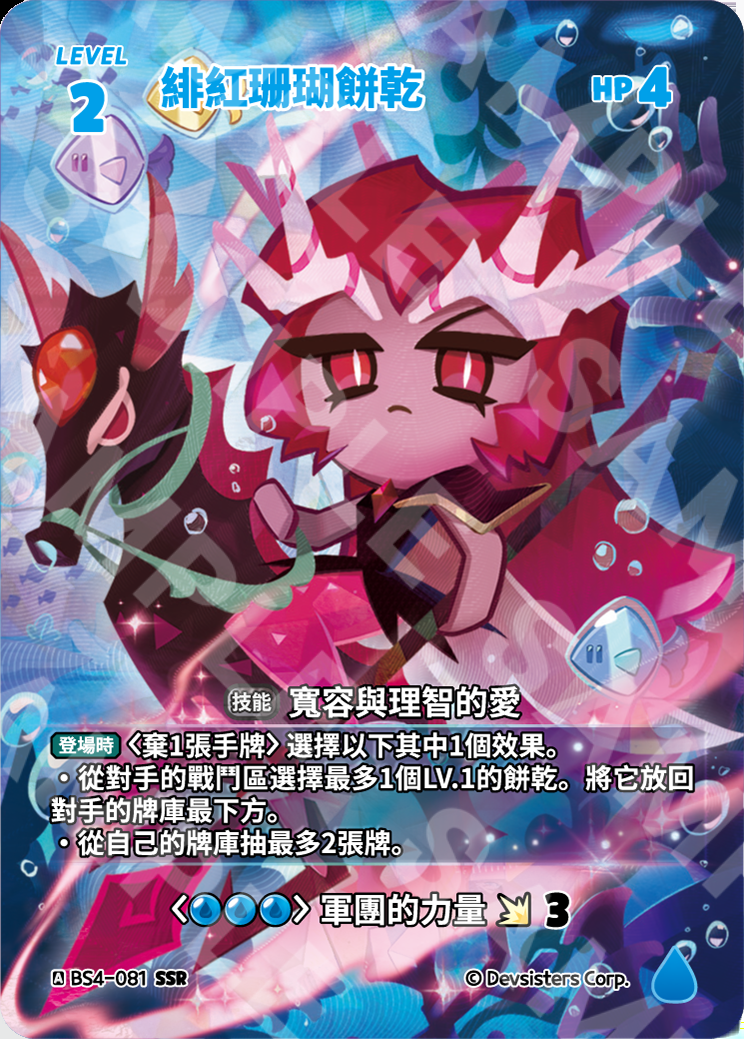 LEVEL
2
緋紅珊瑚餅乾
HP 4
技能 寬容與理智的愛
登場時〈棄1張手牌〉選擇以下其中1個效果。
・從對手的戰鬥區選擇最多1個LV.1的餅乾。將它放回
對手的牌庫最下方。
・從自己的牌庫抽最多2張牌。
〈〉軍團的力量 3
A BS4-081 SSR
© Devsisters Corp.
SAMPLE